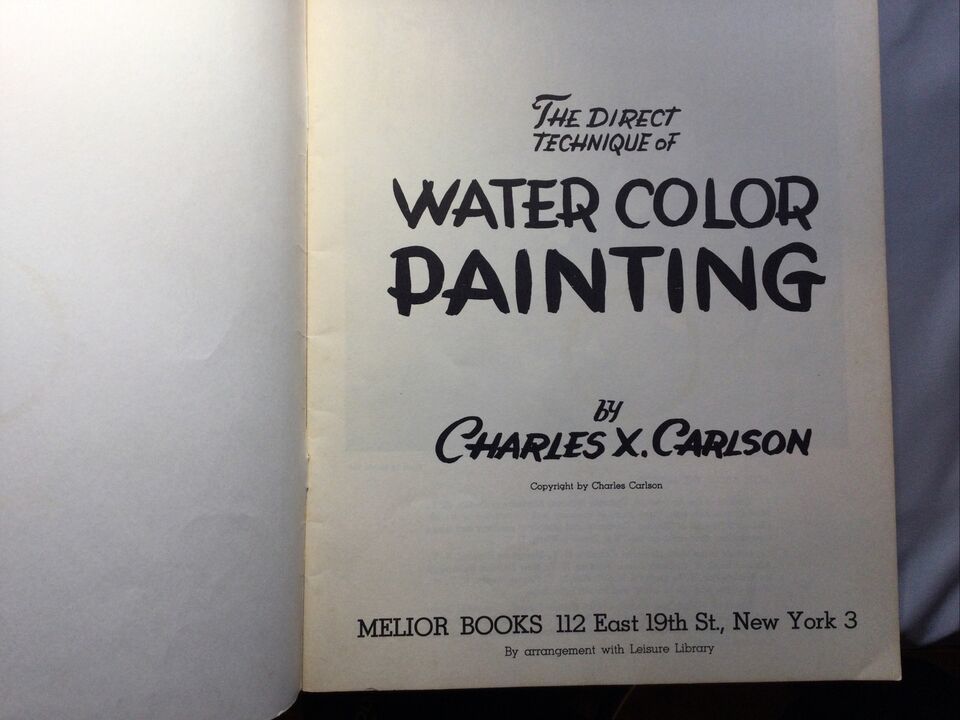 THE DIRECT
TECHNIQUE OF
WATER COLOR
PAINTING
by
CHARLES X. CARLSON
Copyright by Charles Carlson
MELIOR BOOKS 112 East 19th St., New York 3
By arrangement with Leisure Library